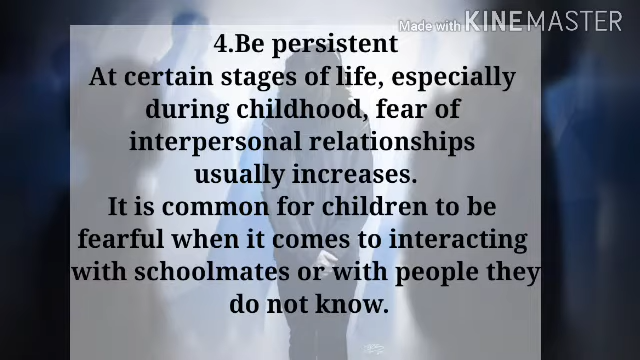 Made with KINEMASTER
4.Be persistent
At certain stages of life, especially
during childhood, fear of
interpersonal relationships
usually increases.
It is common for children to be
fearful when it comes to interacting
with schoolmates or with people they
do not know.